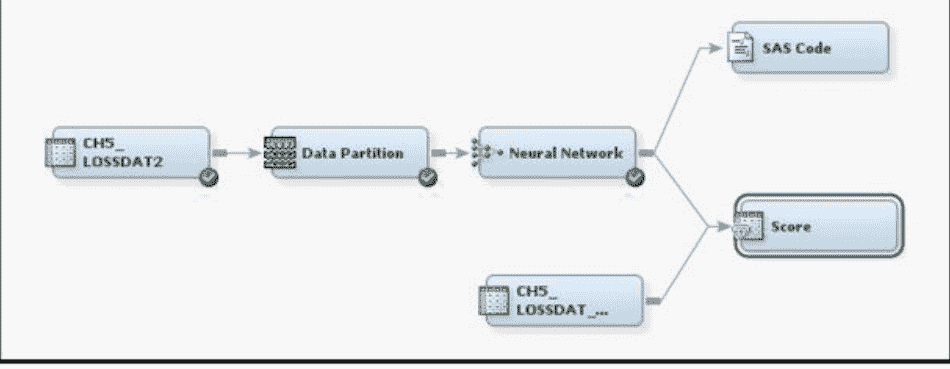 SAS Code
CH5_
LOSSDAT2
Data Partition
Neural Network
Score
CH5_
LOSSDAT_...